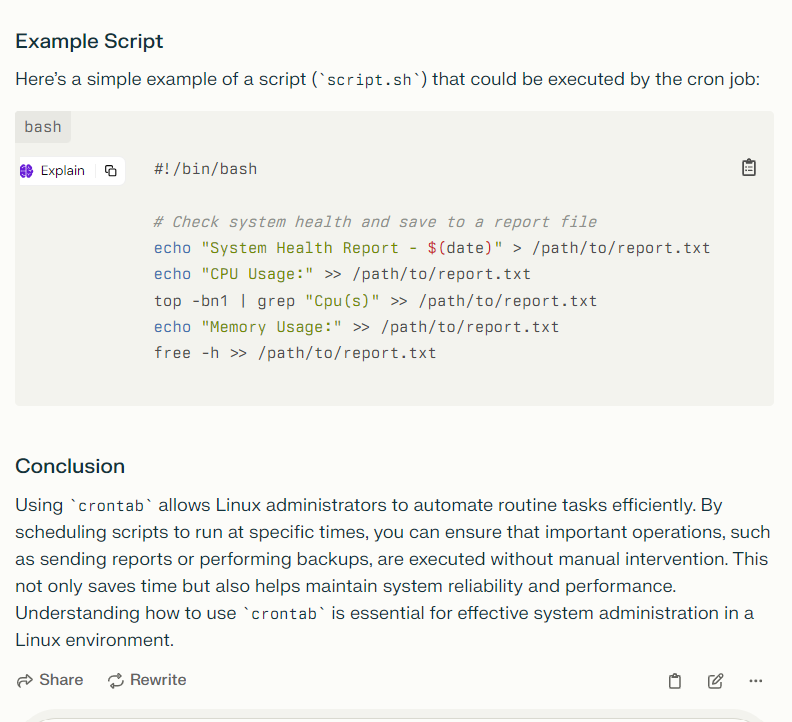 Example Script
Here's a simple example of a script (`script.sh`) that could be executed by the cron job:
bash
Explain
#!/bin/bash
# Check system health and save to a report file
echo "System Health Report - $(date)" > /path/to/report.txt
echo "CPU Usage:" >> /path/to/report.txt
top -bn1 | grep "Cpu(s)" >> /path/to/report.txt
echo "Memory Usage:" >> /path/to/report.txt
free -h >> /path/to/report.txt
Conclusion
Using `crontab` allows Linux administrators to automate routine tasks efficiently. By
scheduling scripts to run at specific times, you can ensure that important operations, such
as sending reports or performing backups, are executed without manual intervention. This
not only saves time but also helps maintain system reliability and performance.
Understanding how to use `crontab` is essential for effective system administration in a
Linux environment.
Share Rewrite